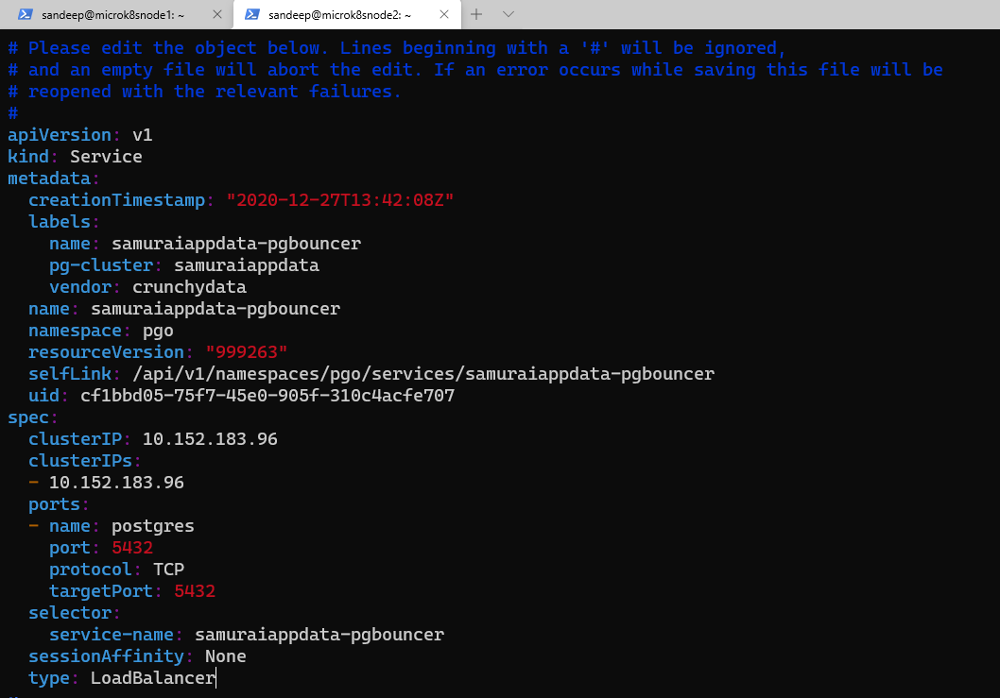 sandeep@microk8snode1: ~
sandeep@microk8snode2: ~
# Please edit the object below. Lines beginning with a '#' will be ignored,
# and an empty file will abort the edit. If an error occurs while saving this file will be
# reopened with the relevant failures.
#
apiVersion: v1
kind: Service
metadata:
  creationTimestamp: "2020-12-27T13:42:08Z"
  labels:
    name: samuraiappdata-pgbouncer
    pg-cluster: samuraiappdata
    vendor: crunchydata
  name: samuraiappdata-pgbouncer
  namespace: pgo
  resourceVersion: "999263"
  selfLink: /api/v1/namespaces/pgo/services/samuraiappdata-pgbouncer
  uid: cf1bbd05-75f7-45e0-905f-310c4acfe707
spec:
  clusterIP: 10.152.183.96
  clusterIPs:
  - 10.152.183.96
  ports:
  - name: postgres
    port: 5432
    protocol: TCP
    targetPort: 5432
  selector:
    service-name: samuraiappdata-pgbouncer
  sessionAffinity: None
  type: LoadBalancer